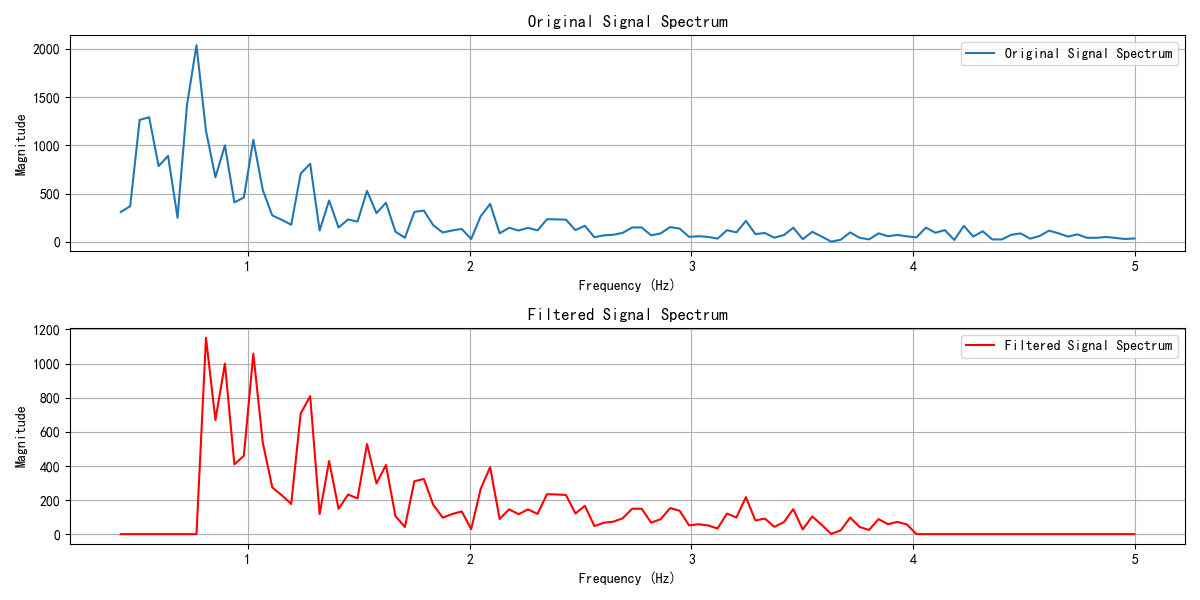 Original Signal Spectrum
Original Signal Spectrum
2000
1500
1000
500
0
Magnitude
1 2 3 4 5
Frequency (Hz)
Filtered Signal Spectrum
Filtered Signal Spectrum
1200
1000
800
600
400
200
0
Magnitude
1 2 3 4 5
Frequency (Hz)